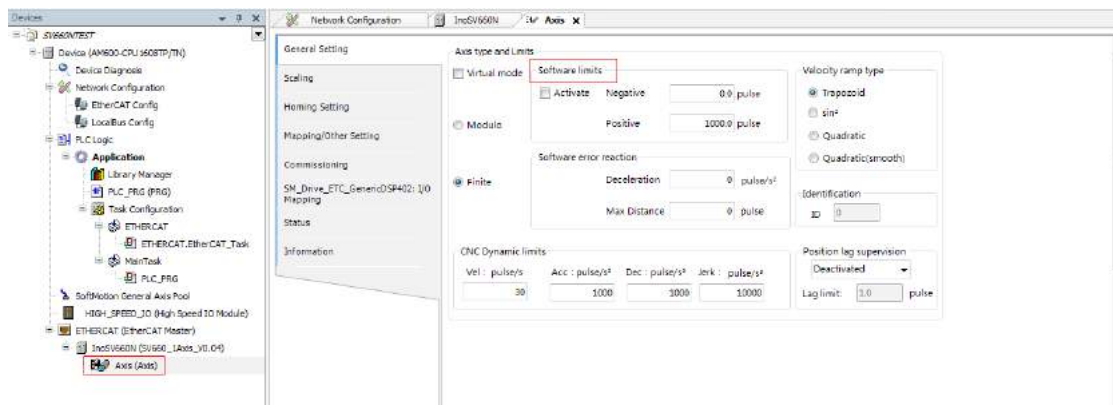 Devices
SV660NTEST
Device (AM600-CPU1608TP/TN)
Device Diagnosis
Network Configuration
EtherCAT Config
LocalBus Config
PLC Logic
Application
Library Manager
PLC_PRG (PRG)
Task Configuration
ETHERCAT
ETHERCAT.EtherCAT_Task
MainTask
PLC_PRG
SoftMotion General Axis Pool
HIGH_SPEED_IO (High Speed IO Module)
ETHERCAT (EtherCAT Master)
InoSV660N (SV660_1Axis_V0.04)
Axis (Axis)
Network Configuration InoSV660N Axis
General Setting
Scaling
Homing Setting
Mapping/Other Setting
Commissioning
SM_Drive_ETC_GenericDSP402: I/O
Mapping
Status
Information
Axis type and Limits
Virtual mode
Modulo
Finite
Software limits
Activate Negative 0.0 pulse
Positive 1000.0 pulse
Software error reaction
Deceleration 0 pulse/s²
Max Distance 0 pulse
CNC Dynamic limits
Vel : pulse/s Acc : pulse/s² Dec : pulse/s² Jerk : pulse/s³
30 1000 1000 10000
Velocity ramp type
Trapezoid
sin²
Quadratic
Quadratic(smooth)
Identification
ID 0
Position lag supervision
Deactivated
Lag limit: 1.0 pulse